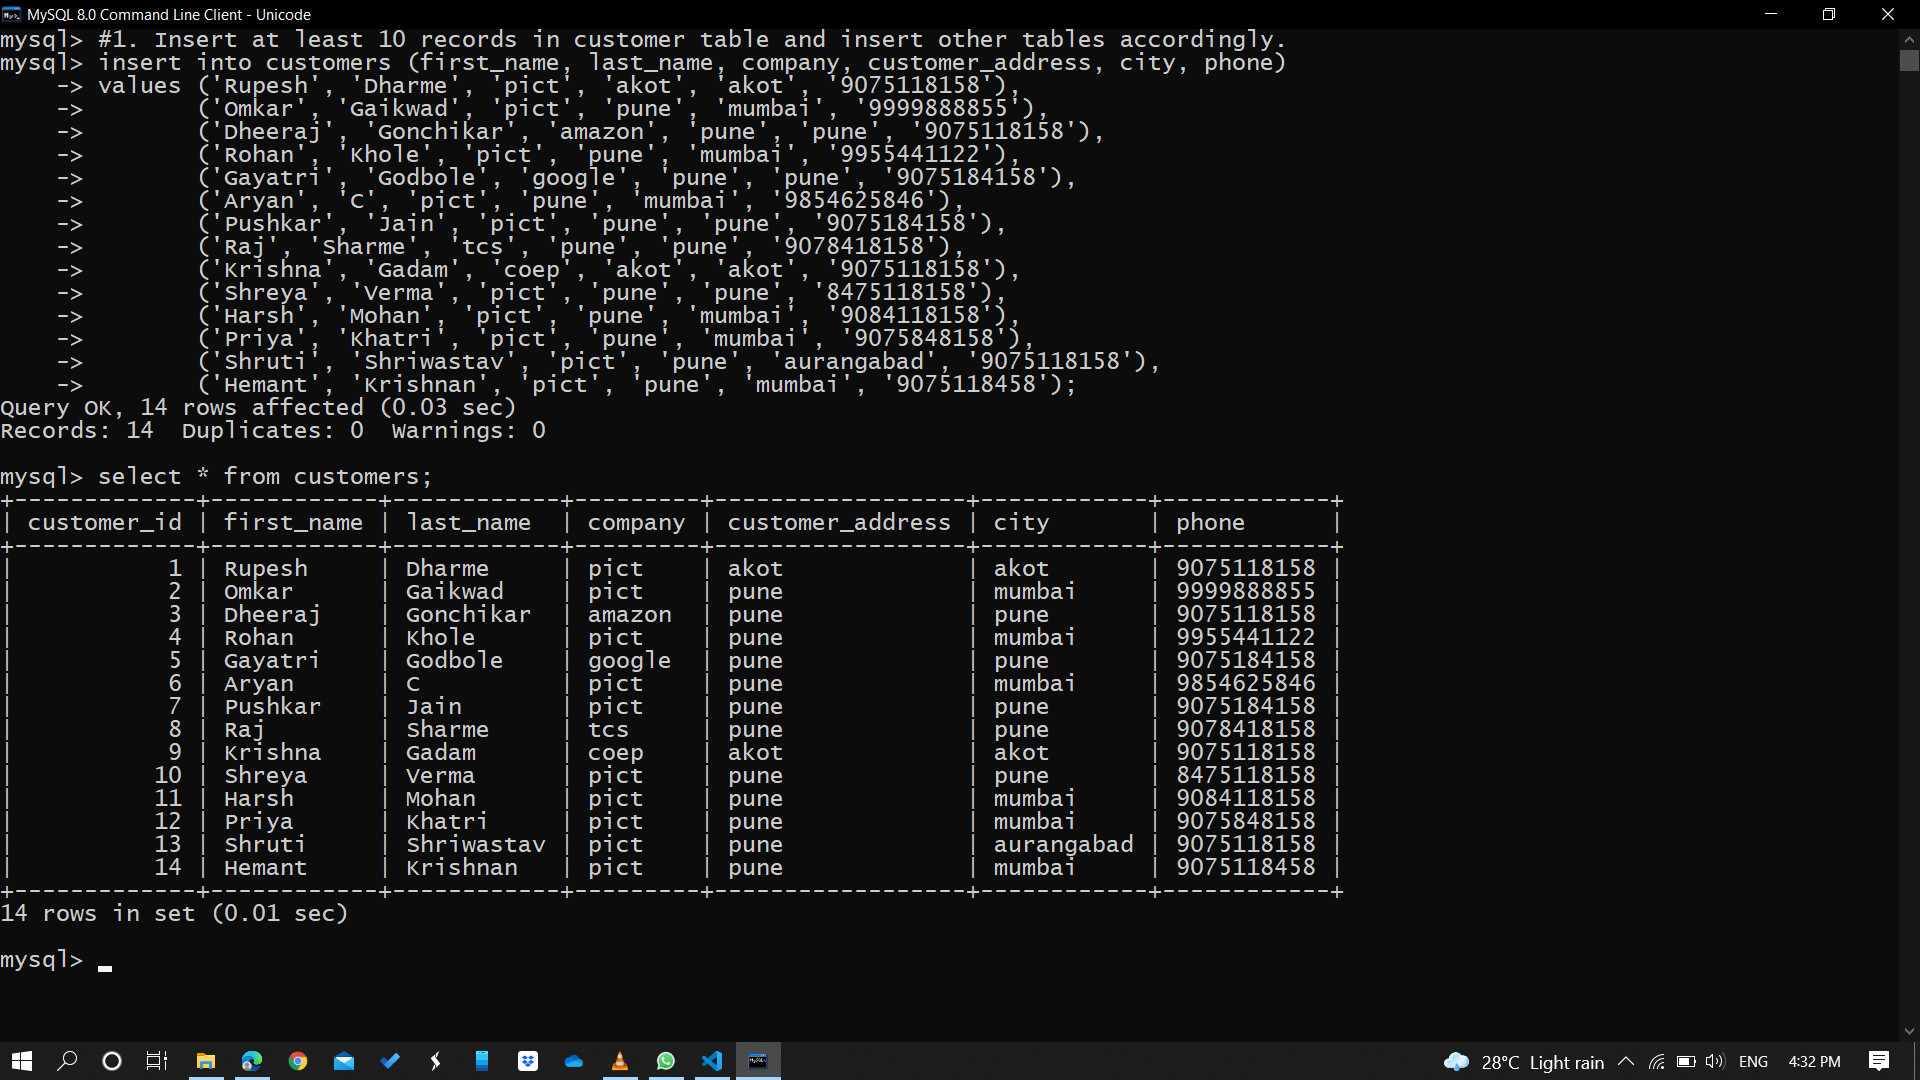 MySQL 8.0 Command Line Client - Unicode
mysql> #1. Insert at least 10 records in customer table and insert other tables accordingly.
mysql> insert into customers (first_name, last_name, company, customer_address, city, phone)
    -> values ('Rupesh', 'Dharme', 'pict', 'akot', 'akot', '9075118158'),
    ->        ('Omkar', 'Gaikwad', 'pict', 'pune', 'mumbai', '9999888855'),
    ->        ('Dheeraj', 'Gonchikar', 'amazon', 'pune', 'pune', '9075118158'),
    ->        ('Rohan', 'Khole', 'pict', 'pune', 'mumbai', '9955441122'),
    ->        ('Gayatri', 'Godbole', 'google', 'pune', 'pune', '9075184158'),
    ->        ('Aryan', 'C', 'pict', 'pune', 'mumbai', '9854625846'),
    ->        ('Pushkar', 'Jain', 'pict', 'pune', 'pune', '9075184158'),
    ->        ('Raj', 'Sharme', 'tcs', 'pune', 'pune', '9078418158'),
    ->        ('Krishna', 'Gadam', 'coep', 'akot', 'akot', '9075118158'),
    ->        ('Shreya', 'Verma', 'pict', 'pune', 'pune', '8475118158'),
    ->        ('Harsh', 'Mohan', 'pict', 'pune', 'mumbai', '9084118158'),
    ->        ('Priya', 'Khatri', 'pict', 'pune', 'mumbai', '9075848158'),
    ->        ('Shruti', 'Shriwastav', 'pict', 'pune', 'aurangabad', '9075118158'),
    ->        ('Hemant', 'Krishnan', 'pict', 'pune', 'mumbai', '9075118458');
Query OK, 14 rows affected (0.03 sec)
Records: 14  Duplicates: 0  Warnings: 0
mysql> select * from customers;
+-------------+------------+------------+---------+------------------+------------+------------+
| customer_id | first_name | last_name  | company | customer_address | city       | phone      |
+-------------+------------+------------+---------+------------------+------------+------------+
|           1 | Rupesh     | Dharme     | pict    | akot             | akot       | 9075118158 |
|           2 | Omkar      | Gaikwad    | pict    | pune             | mumbai     | 9999888855 |
|           3 | Dheeraj    | Gonchikar  | amazon  | pune             | pune       | 9075118158 |
|           4 | Rohan      | Khole      | pict    | pune             | mumbai     | 9955441122 |
|           5 | Gayatri    | Godbole    | google  | pune             | pune       | 9075184158 |
|           6 | Aryan      | C          | pict    | pune             | mumbai     | 9854625846 |
|           7 | Pushkar    | Jain       | pict    | pune             | pune       | 9075184158 |
|           8 | Raj        | Sharme     | tcs     | pune             | pune       | 9078418158 |
|           9 | Krishna    | Gadam      | coep    | akot             | akot       | 9075118158 |
|          10 | Shreya     | Verma      | pict    | pune             | pune       | 8475118158 |
|          11 | Harsh      | Mohan      | pict    | pune             | mumbai     | 9084118158 |
|          12 | Priya      | Khatri     | pict    | pune             | mumbai     | 9075848158 |
|          13 | Shruti     | Shriwastav | pict    | pune             | aurangabad | 9075118158 |
|          14 | Hemant     | Krishnan   | pict    | pune             | mumbai     | 9075118458 |
+-------------+------------+------------+---------+------------------+------------+------------+
14 rows in set (0.01 sec)
mysql>
28°C Light rain ENG 4:32 PM